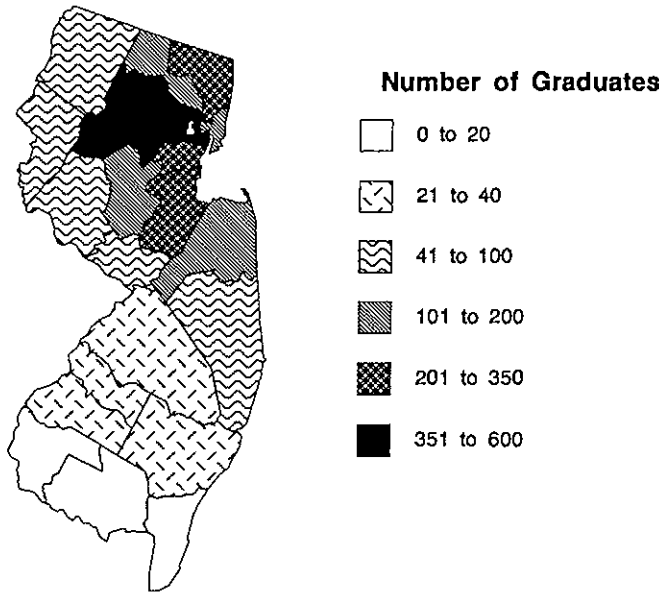 Number of Graduates
0 to 20
21 to 40
41 to 100
101 to 200
201 to 350
351 to 600